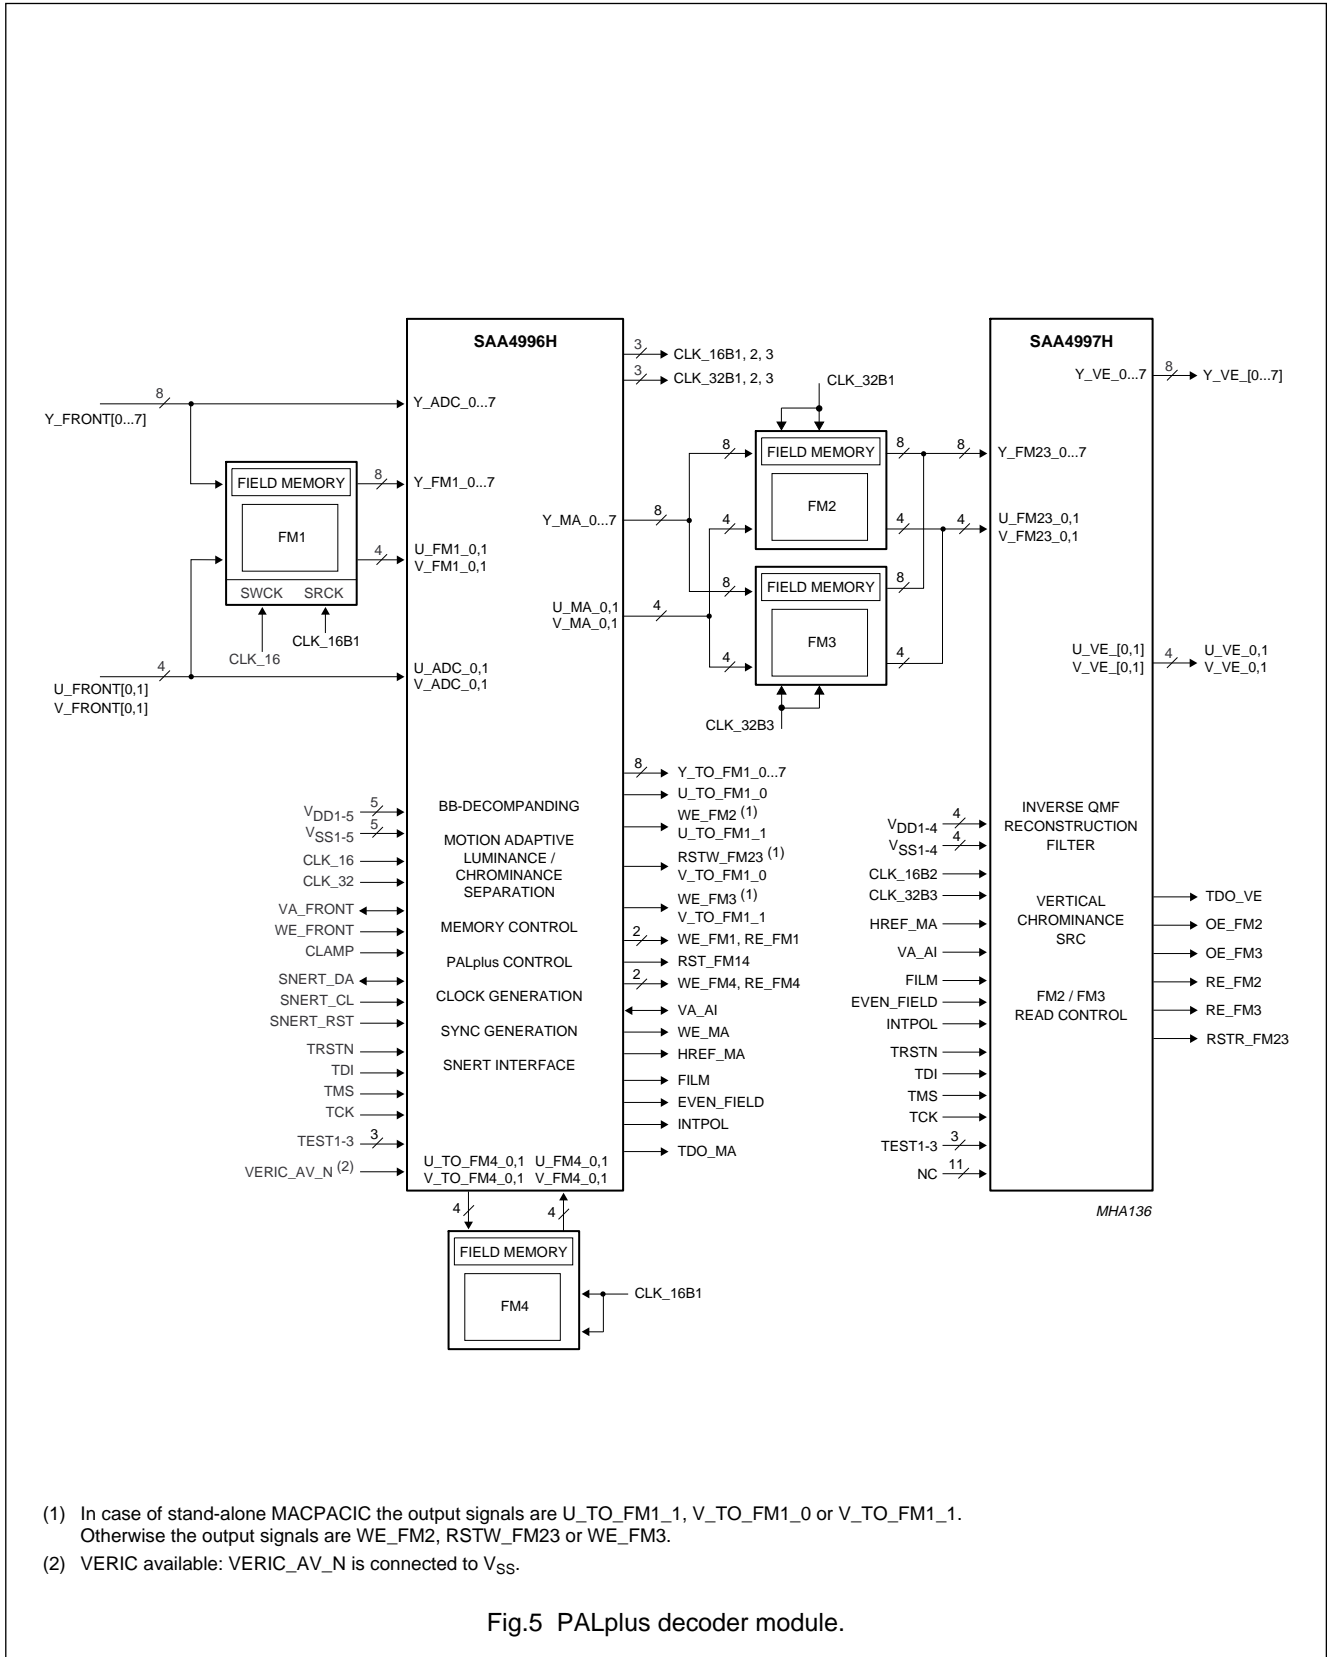 SAA4996H
SAA4997H
3
CLK_16B1, 2, 3
3
CLK_32B1, 2, 3
CLK_32B1
Y_VE_0...7
8
Y_VE_[0...7]
8
Y_FRONT[0...7]
Y_ADC_0...7
FIELD MEMORY
FM1
SWCK
SRCK
8
Y_FM1_0...7
4
U_FM1_0,1
V_FM1_0,1
CLK_16
CLK_16B1
4
U_FRONT[0,1]
V_FRONT[0,1]
U_ADC_0,1
V_ADC_0,1
Y_MA_0...7
8
U_MA_0,1
V_MA_0,1
4
8
4
FIELD MEMORY
FM2
8
4
8
4
FIELD MEMORY
FM3
8
4
CLK_32B3
8
Y_FM23_0...7
4
U_FM23_0,1
V_FM23_0,1
U_VE_[0,1]
V_VE_[0,1]
4
U_VE_0,1
V_VE_0,1
VDD1-5
5
VSS1-5
5
CLK_16
CLK_32
VA_FRONT
WE_FRONT
CLAMP
SNERT_DA
SNERT_CL
SNERT_RST
TRSTN
TDI
TMS
TCK
TEST1-3
3
VERIC_AV_N (2)
BB-DECOMPANDING
MOTION ADAPTIVE
LUMINANCE /
CHROMINANCE
SEPARATION
MEMORY CONTROL
PALplus CONTROL
CLOCK GENERATION
SYNC GENERATION
SNERT INTERFACE
U_TO_FM4_0,1
V_TO_FM4_0,1
U_FM4_0,1
V_FM4_0,1
8
Y_TO_FM1_0...7
U_TO_FM1_0
WE_FM2 (1)
U_TO_FM1_1
RSTW_FM23 (1)
V_TO_FM1_0
WE_FM3 (1)
V_TO_FM1_1
2
WE_FM1, RE_FM1
RST_FM14
2
WE_FM4, RE_FM4
VA_AI
WE_MA
HREF_MA
FILM
EVEN_FIELD
INTPOL
TDO_MA
4
4
FIELD MEMORY
FM4
CLK_16B1
VDD1-4
4
VSS1-4
4
CLK_16B2
CLK_32B3
HREF_MA
VA_AI
FILM
EVEN_FIELD
INTPOL
TRSTN
TDI
TMS
TCK
TEST1-3
3
NC
11
INVERSE QMF
RECONSTRUCTION
FILTER
VERTICAL
CHROMINANCE
SRC
FM2 / FM3
READ CONTROL
TDO_VE
OE_FM2
OE_FM3
RE_FM2
RE_FM3
RSTR_FM23
MHA136
(1) In case of stand-alone MACPACIC the output signals are U_TO_FM1_1, V_TO_FM1_0 or V_TO_FM1_1.
Otherwise the output signals are WE_FM2, RSTW_FM23 or WE_FM3.
(2) VERIC available: VERIC_AV_N is connected to VSS.
Fig.5 PALplus decoder module.